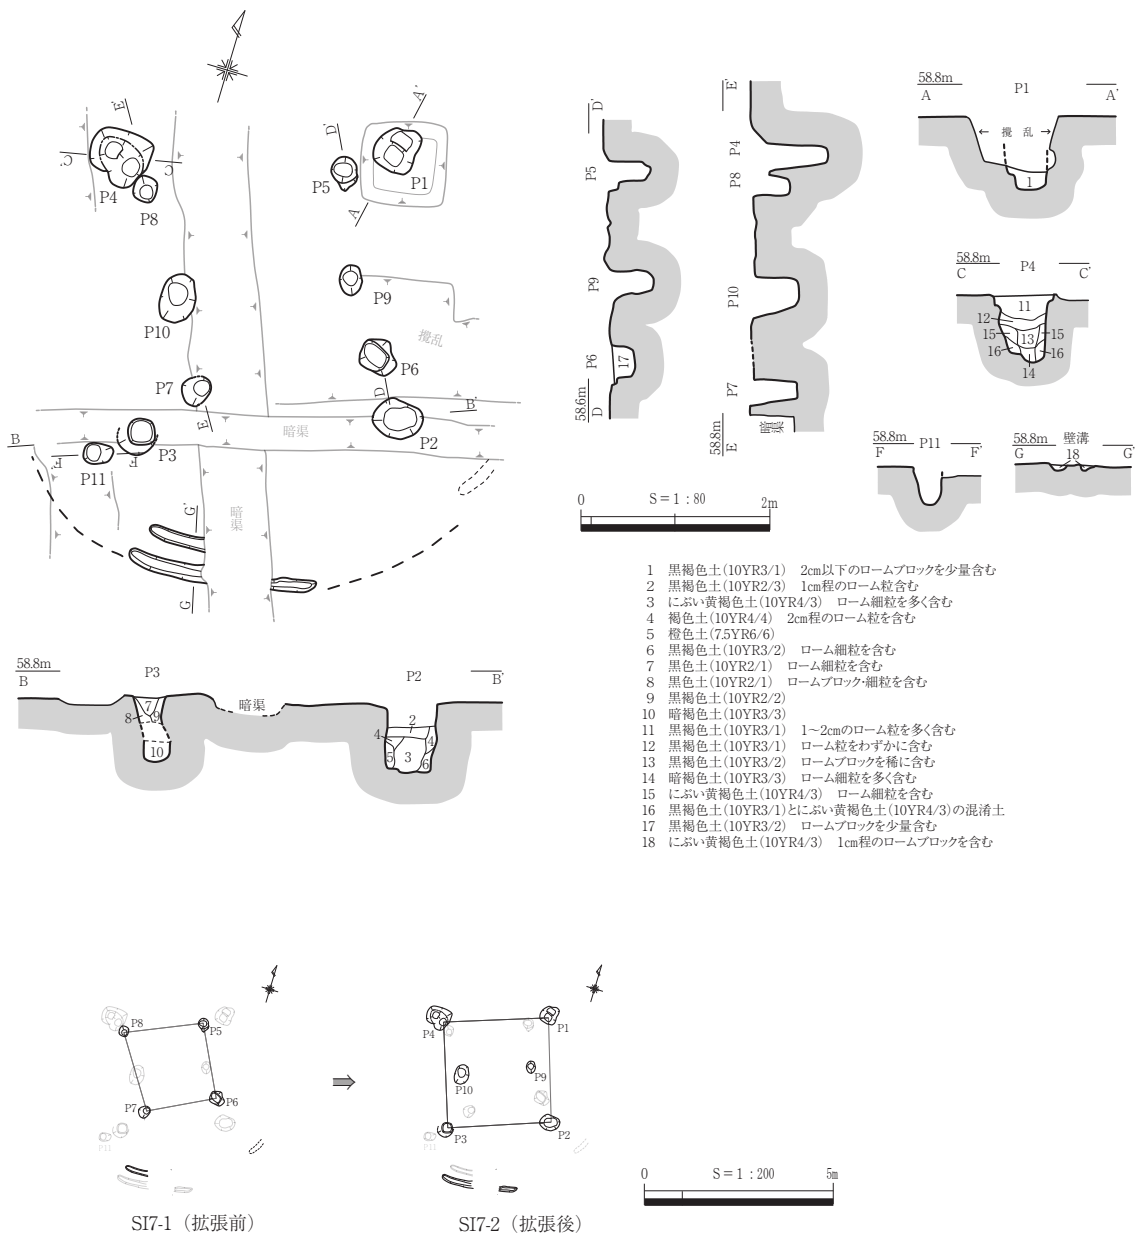 E'
A'
D'
C'
C
P4
P8
P5
P1
A
P9
P10
攪乱
P7
P6
D
B'
B
E
暗渠
P2
P3
F'
F
P11
G'
暗渠
G
D'
P5
P9
P6
17
58.6m
D
E'
P4
P8
P10
P7
58.8m
E
暗渠
58.8m
P1
A
A'
← 攪 乱 →
1
58.8m
P4
C
C'
11
12
15
13
15
16
16
14
58.8m
P11
F
F'
58.8m
壁溝
G
18
G'
0
S=1:80
2m
1 黒褐色土(10YR3/1) 2cm以下のロームブロックを少量含む
2 黒褐色土(10YR2/3) 1cm程のローム粒含む
3 にぶい黄褐色土(10YR4/3) ローム細粒を多く含む
4 褐色土(10YR4/4) 2cm程のローム粒を含む
5 橙色土(7.5YR6/6)
6 黒褐色土(10YR3/2) ローム細粒を含む
7 黒色土(10YR2/1) ローム細粒を含む
8 黒色土(10YR2/1) ロームブロック・細粒を含む
9 黒褐色土(10YR2/2)
10 暗褐色土(10YR3/3)
11 黒褐色土(10YR3/1) 1~2cmのローム粒を多く含む
12 黒褐色土(10YR3/1) ローム粒をわずかに含む
13 黒褐色土(10YR3/2) ロームブロックを稀に含む
14 暗褐色土(10YR3/3) ローム細粒を多く含む
15 にぶい黄褐色土(10YR4/3) ローム細粒を含む
16 黒褐色土(10YR3/1)とにぶい黄褐色土(10YR4/3)の混淆土
17 黒褐色土(10YR3/2) ロームブロックを少量含む
18 にぶい黄褐色土(10YR4/3) 1cm程のロームブロックを含む
58.8m
P3
P2
B
B'
暗渠
7
8
9
10
2
4
4
5
3
6
P8
P5
P7
P6
P11
SI7-1(拡張前)
⇒
P4
P1
P10
P9
P3
P2
P11
SI7-2(拡張後)
0
S=1:200
5m